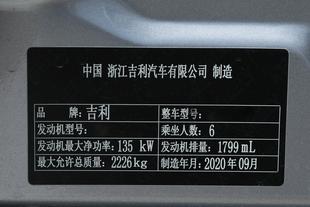 中国 浙江吉利汽车有限公司 制造
品 牌:吉利 整车型号:
发动机型号: 乘坐人数:6
发动机最大净功率:135 kW 发动机排量:1799 mL
最大允许总质量:2226kg 制造年月:2020年09月